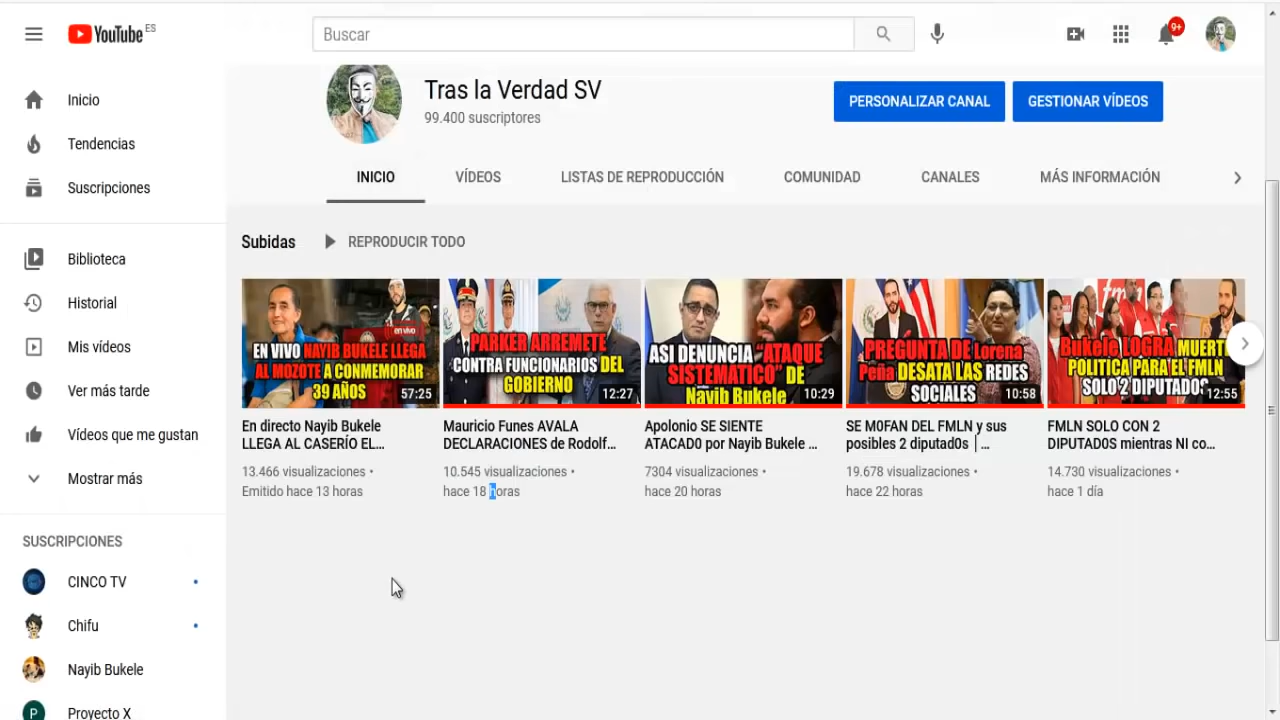 YouTube ES
Buscar
9+
Inicio
Tendencias
Suscripciones
Biblioteca
Historial
Mis vídeos
Ver más tarde
Vídeos que me gustan
Mostrar más
SUSCRIPCIONES
CINCO TV
Chifu
Nayib Bukele
P
Proyecto X
Tras la Verdad SV
99.400 suscriptores
PERSONALIZAR CANAL
GESTIONAR VÍDEOS
INICIO
VÍDEOS
LISTAS DE REPRODUCCIÓN
COMUNIDAD
CANALES
MÁS INFORMACIÓN
Subidas
REPRODUCIR TODO
en vivo
EN VIVO NAYIB BUKELE LLEGA
AL MOZOTE A CONMEMORAR
39 AÑOS
57:25
En directo Nayib Bukele
LLEGA AL CASERÍO EL...
13.466 visualizaciones •
Emitido hace 13 horas
PARKER ARREMETE
CONTRA FUNCIONARIOS DEL
GOBIERNO
12:27
Mauricio Funes AVALA
DECLARACIONES de Rodolf...
10.545 visualizaciones •
hace 18 horas
ASI DENUNCIA "ATAQUE
SISTEMATICO" DE
Nayib Bukele
10:29
Apolonio SE SIENTE
ATACAD0 por Nayib Bukele ...
7304 visualizaciones •
hace 20 horas
PREGUNTA DE Lorena
Peña DESATA LAS REDES
SOCIALES
10:58
SE MOFAN DEL FMLN y sus
posibles 2 diputad0s | ...
19.678 visualizaciones •
hace 22 horas
fmln
Bukele LOGRA MUERT
POLITICA PARA EL FMLN
SOLO 2 DIPUTADOS
12:55
FMLN SOLO CON 2
DIPUTAD0S mientras NI co...
14.730 visualizaciones •
hace 1 día